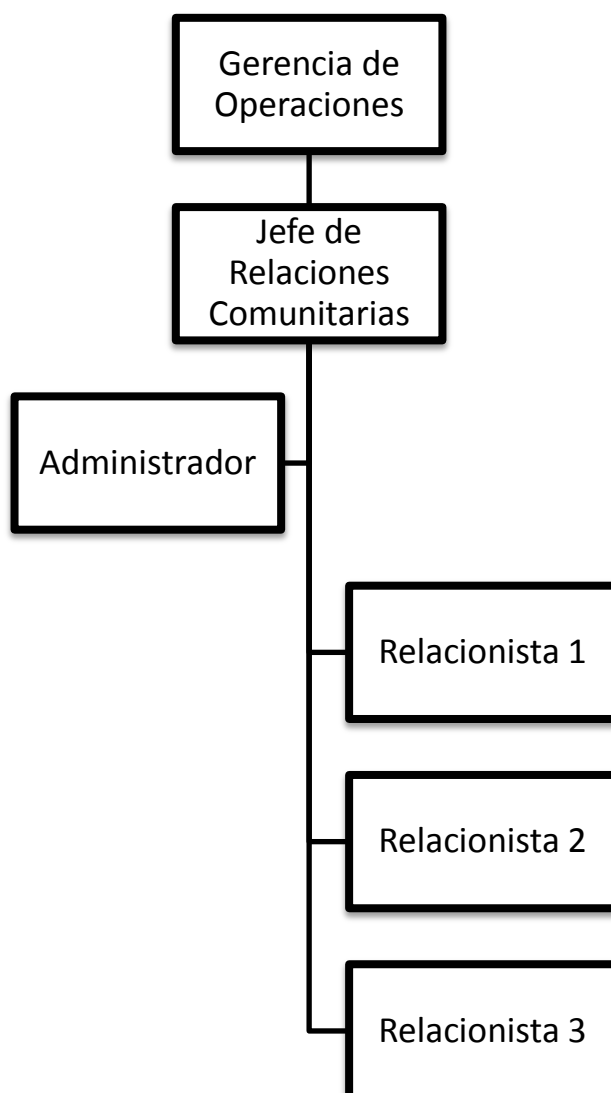 Gerencia de
Operaciones
Jefe de
Relaciones
Comunitarias
Administrador
Relacionista 1
Relacionista 2
Relacionista 3